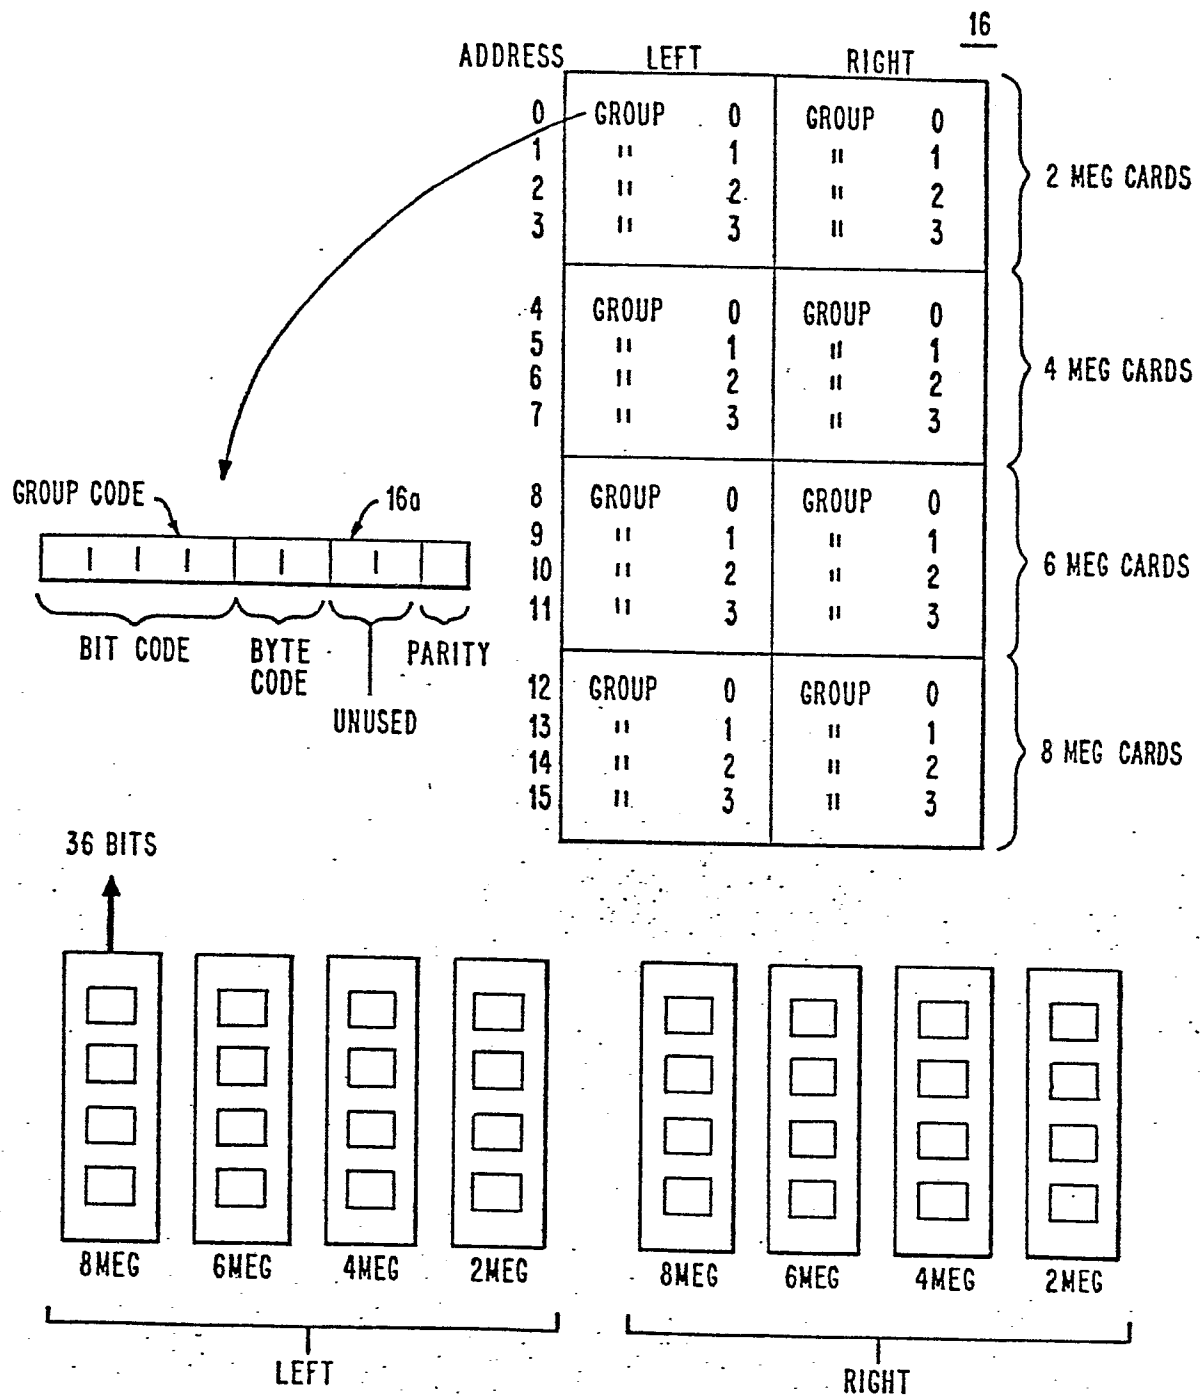 16
ADDRESS LEFT RIGHT
0 GROUP 0 GROUP 0
1 " 1 " 1
2 " 2 " 2
3 " 3 " 3
2 MEG CARDS
4 GROUP 0 GROUP 0
5 " 1 " 1
6 " 2 " 2
7 " 3 " 3
4 MEG CARDS
8 GROUP 0 GROUP 0
9 " 1 " 1
10 " 2 " 2
11 " 3 " 3
6 MEG CARDS
12 GROUP 0 GROUP 0
13 " 1 " 1
14 " 2 " 2
15 " 3 " 3
8 MEG CARDS
GROUP CODE
16a
BIT CODE
BYTE
CODE
UNUSED
PARITY
36 BITS
8MEG 6MEG 4MEG 2MEG
LEFT
8MEG 6MEG 4MEG 2MEG
RIGHT